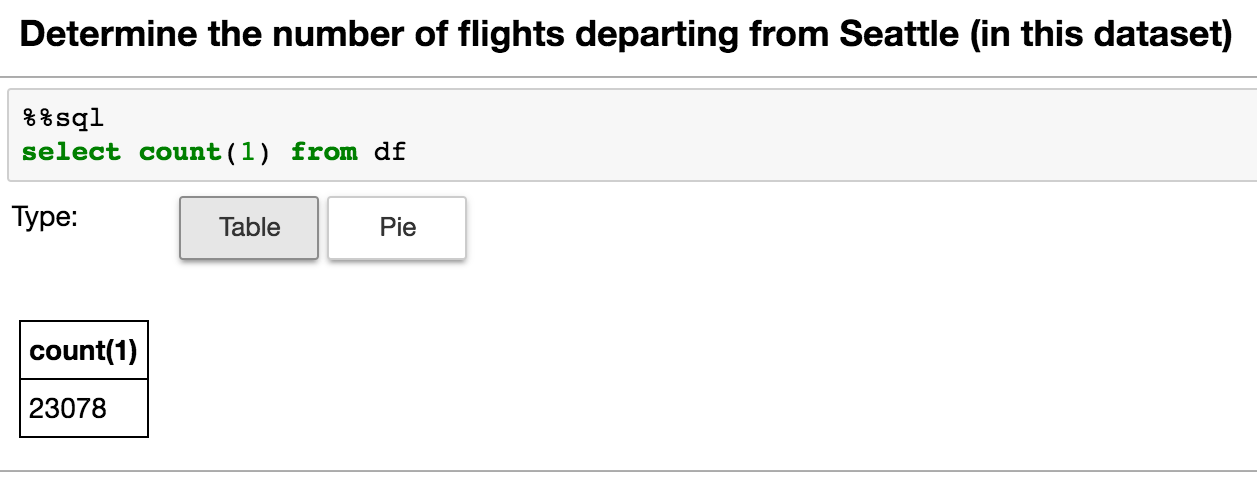 Determine the number of flights departing from Seattle (in this dataset)
%%sql
select count(1) from df
Type:
Table
Pie
count(1)
23078